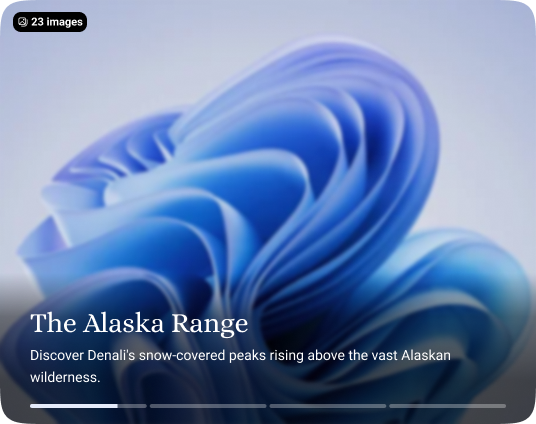 23 images
The Alaska Range
Discover Denali's snow-covered peaks rising above the vast Alaskan
wilderness.